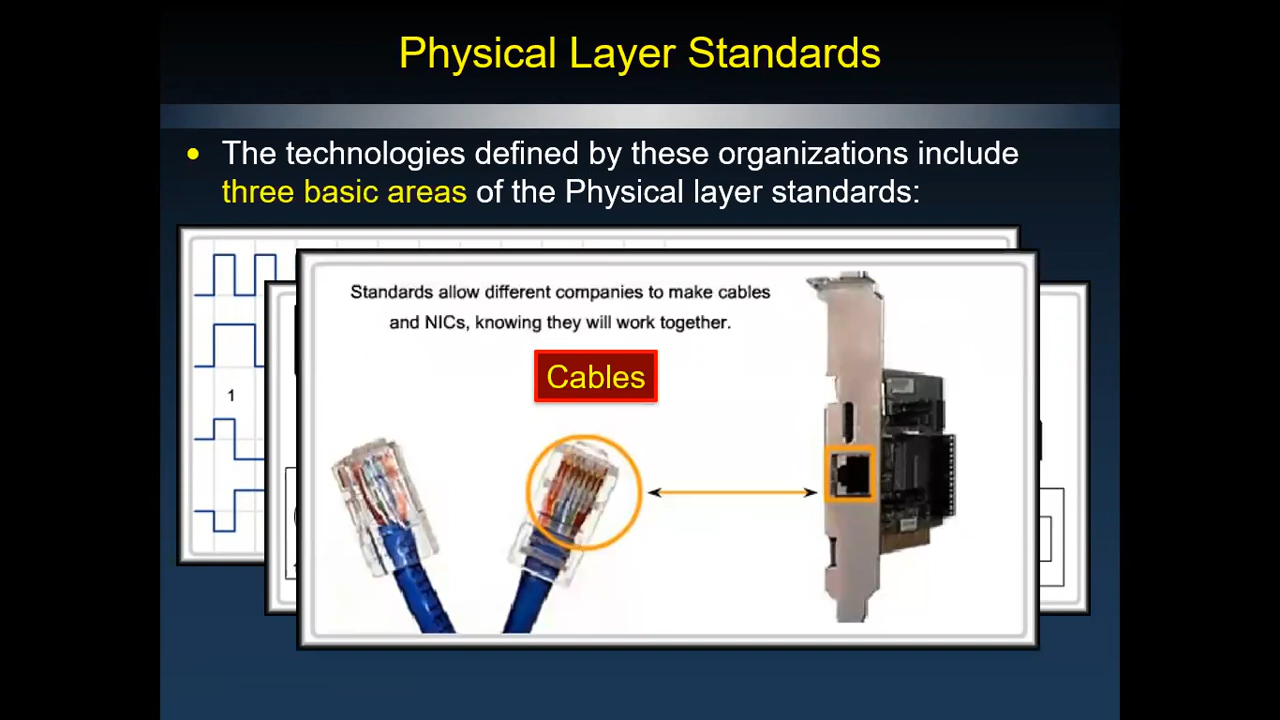 Physical Layer Standards
• The technologies defined by these organizations include
three basic areas of the Physical layer standards:
Standards allow different companies to make cables
and NICs, knowing they will work together.
Cables
1